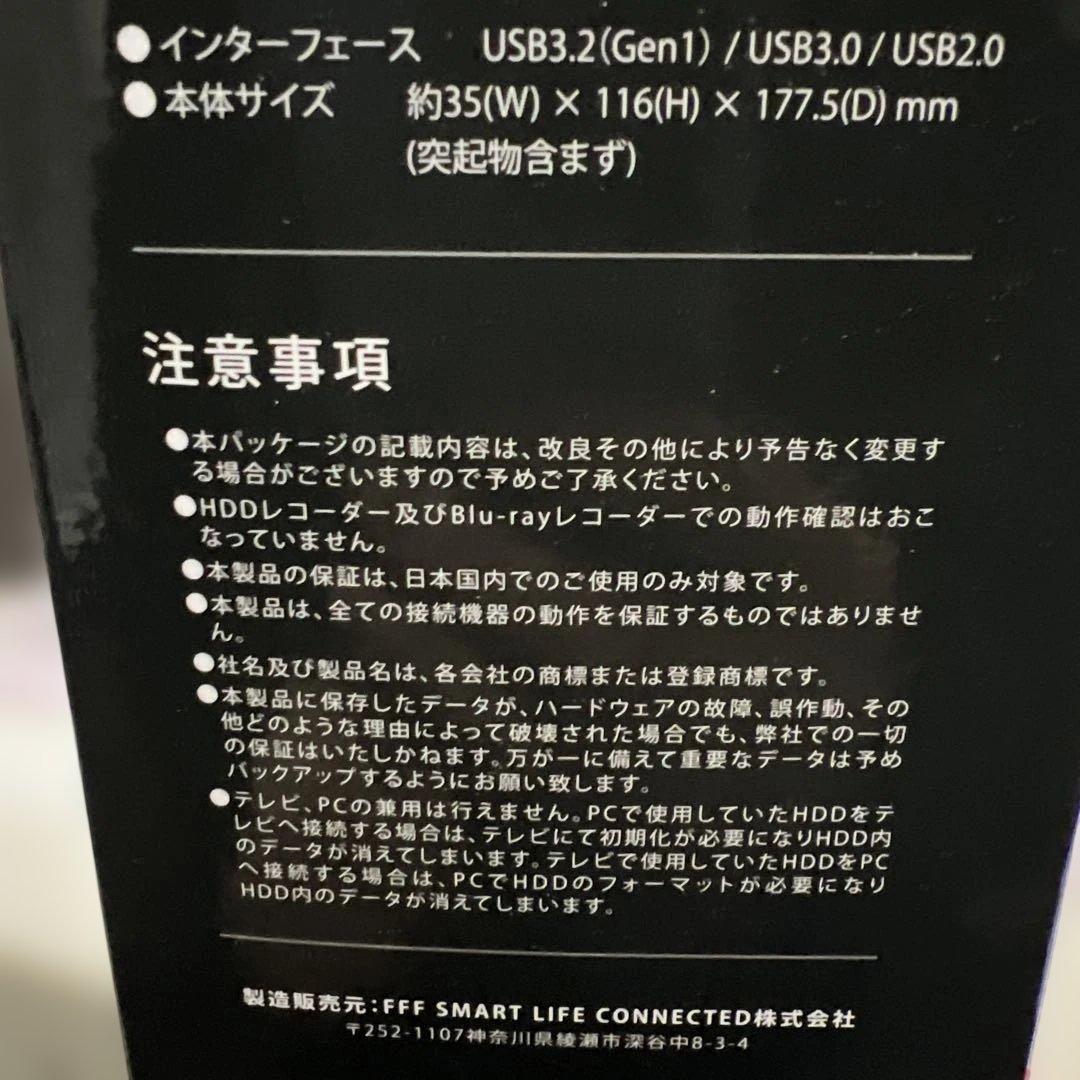 ●インターフェース USB3.2(Gen1) / USB3.0 / USB2.0
●本体サイズ 約35(W) × 116(H) × 177.5(D) mm
(突起物含まず)
注意事項
●本パッケージの記載内容は、改良その他により予告なく変更す
る場合がございますので予めご了承ください。
●HDDレコーダー及びBlu-rayレコーダーでの動作確認はおこ
なっていません。
●本製品の保証は、日本国内でのご使用のみ対象です。
●本製品は、全ての接続機器の動作を保証するものではありませ
ん。
●社名及び製品名は、各会社の商標または登録商標です。
●本製品に保存したデータが、ハードウェアの故障、誤作動、その
他どのような理由によって破壊された場合でも、弊社での一切
の保証はいたしかねます。万が一に備えて重要なデータは予め
バックアップするようにお願い致します。
●テレビ、PCの兼用は行えません。PCで使用していたHDDをテ
レビへ接続する場合は、テレビにて初期化が必要になりHDD内
のデータが消えてしまいます。テレビで使用していたHDDをPC
へ接続する場合は、PCでHDDのフォーマットが必要になり
HDD内のデータが消えてしまいます。
製造販売元:FFF SMART LIFE CONNECTED株式会社
〒252-1107神奈川県綾瀬市深谷中8-3-4